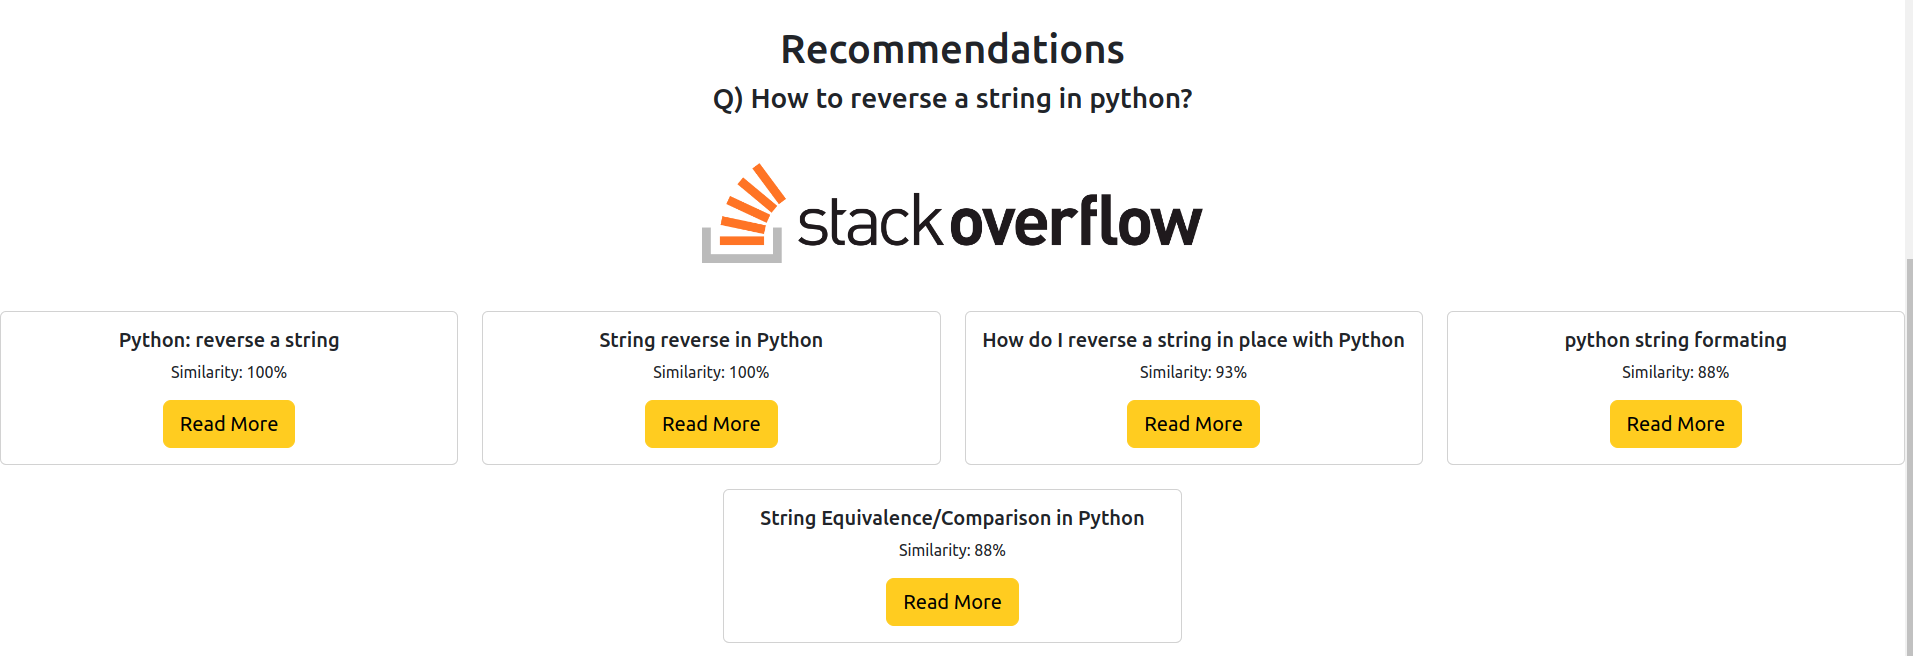 Recommendations
Q) How to reverse a string in python?
stackoverflow
Python: reverse a string
Similarity: 100%
Read More
String reverse in Python
Similarity: 100%
Read More
How do I reverse a string in place with Python
Similarity: 93%
Read More
python string formating
Similarity: 88%
Read More
String Equivalence/Comparison in Python
Similarity: 88%
Read More